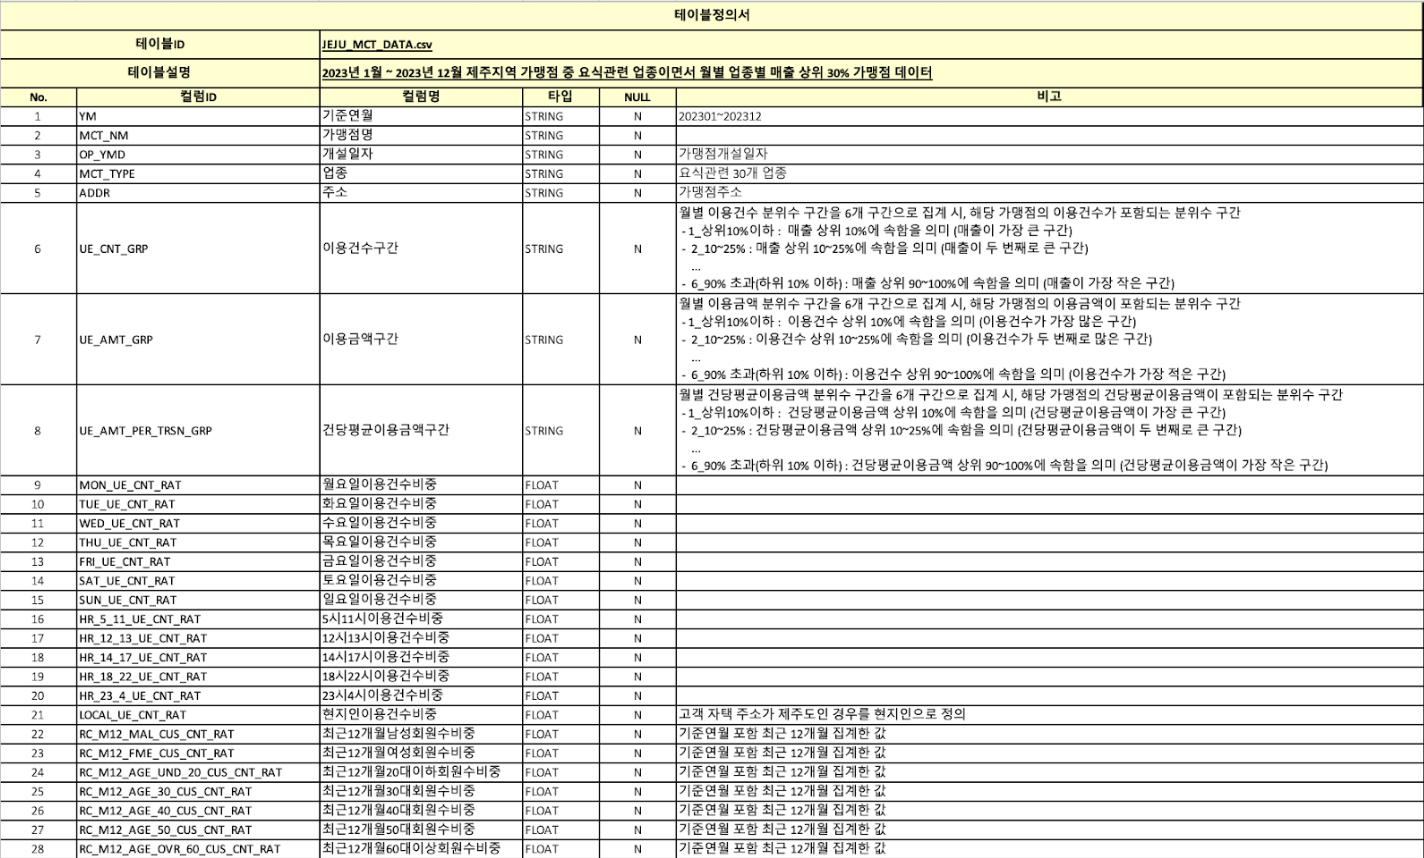 테이블정의서
테이블ID JEJU_MCT_DATA.csv
테이블설명 2023년 1월 ~ 2023년 12월 제주지역 가맹점 중 요식관련 업종이면서 월별 업종별 매출 상위 30% 가맹점 데이터
No. 컬럼ID 컬럼명 타입 NULL 비고
1 YM 기준연월 STRING N 202301~202312
2 MCT_NM 가맹점명 STRING N
3 OP_YMD 개설일자 STRING N 가맹점개설일자
4 MCT_TYPE 업종 STRING N 요식관련 30개 업종
5 ADDR 주소 STRING N 가맹점주소
6 UE_CNT_GRP 이용건수구간 STRING N 월별 이용건수 분위수 구간을 6개 구간으로 집계 시, 해당 가맹점의 이용건수가 포함되는 분위수 구간
- 1_상위10%이하 : 매출 상위 10%에 속함을 의미 (매출이 가장 큰 구간)
- 2_10~25% : 매출 상위 10~25%에 속함을 의미 (매출이 두 번째로 큰 구간)
...
- 6_90% 초과(하위 10% 이하) : 매출 상위 90~100%에 속함을 의미 (매출이 가장 작은 구간)
7 UE_AMT_GRP 이용금액구간 STRING N 월별 이용금액 분위수 구간을 6개 구간으로 집계 시, 해당 가맹점의 이용금액이 포함되는 분위수 구간
- 1_상위10%이하 : 이용건수 상위 10%에 속함을 의미 (이용건수가 가장 많은 구간)
- 2_10~25% : 이용건수 상위 10~25%에 속함을 의미 (이용건수가 두 번째로 많은 구간)
...
- 6_90% 초과(하위 10% 이하) : 이용건수 상위 90~100%에 속함을 의미 (이용건수가 가장 적은 구간)
8 UE_AMT_PER_TRSN_GRP 건당평균이용금액구간 STRING N 월별 건당평균이용금액 분위수 구간을 6개 구간으로 집계 시, 해당 가맹점의 건당평균이용금액이 포함되는 분위수 구간
- 1_상위10%이하 : 건당평균이용금액 상위 10%에 속함을 의미 (건당평균이용금액이 가장 큰 구간)
- 2_10~25% : 건당평균이용금액 상위 10~25%에 속함을 의미 (건당평균이용금액이 두 번째로 큰 구간)
...
- 6_90% 초과(하위 10% 이하) : 건당평균이용금액 상위 90~100%에 속함을 의미 (건당평균이용금액이 가장 작은 구간)
9 MON_UE_CNT_RAT 월요일이용건수비중 FLOAT N
10 TUE_UE_CNT_RAT 화요일이용건수비중 FLOAT N
11 WED_UE_CNT_RAT 수요일이용건수비중 FLOAT N
12 THU_UE_CNT_RAT 목요일이용건수비중 FLOAT N
13 FRI_UE_CNT_RAT 금요일이용건수비중 FLOAT N
14 SAT_UE_CNT_RAT 토요일이용건수비중 FLOAT N
15 SUN_UE_CNT_RAT 일요일이용건수비중 FLOAT N
16 HR_5_11_UE_CNT_RAT 5시11시이용건수비중 FLOAT N
17 HR_12_13_UE_CNT_RAT 12시13시이용건수비중 FLOAT N
18 HR_14_17_UE_CNT_RAT 14시17시이용건수비중 FLOAT N
19 HR_18_22_UE_CNT_RAT 18시22시이용건수비중 FLOAT N
20 HR_23_4_UE_CNT_RAT 23시4시이용건수비중 FLOAT N
21 LOCAL_UE_CNT_RAT 현지인이용건수비중 FLOAT N 고객 자택 주소가 제주도인 경우를 현지인으로 정의
22 RC_M12_MAL_CUS_CNT_RAT 최근12개월남성회원수비중 FLOAT N 기준연월 포함 최근 12개월 집계한 값
23 RC_M12_FME_CUS_CNT_RAT 최근12개월여성회원수비중 FLOAT N 기준연월 포함 최근 12개월 집계한 값
24 RC_M12_AGE_UND_20_CUS_CNT_RAT 최근12개월20대이하회원수비중 FLOAT N 기준연월 포함 최근 12개월 집계한 값
25 RC_M12_AGE_30_CUS_CNT_RAT 최근12개월30대회원수비중 FLOAT N 기준연월 포함 최근 12개월 집계한 값
26 RC_M12_AGE_40_CUS_CNT_RAT 최근12개월40대회원수비중 FLOAT N 기준연월 포함 최근 12개월 집계한 값
27 RC_M12_AGE_50_CUS_CNT_RAT 최근12개월50대회원수비중 FLOAT N 기준연월 포함 최근 12개월 집계한 값
28 RC_M12_AGE_OVR_60_CUS_CNT_RAT 최근12개월60대이상회원수비중 FLOAT N 기준연월 포함 최근 12개월 집계한 값